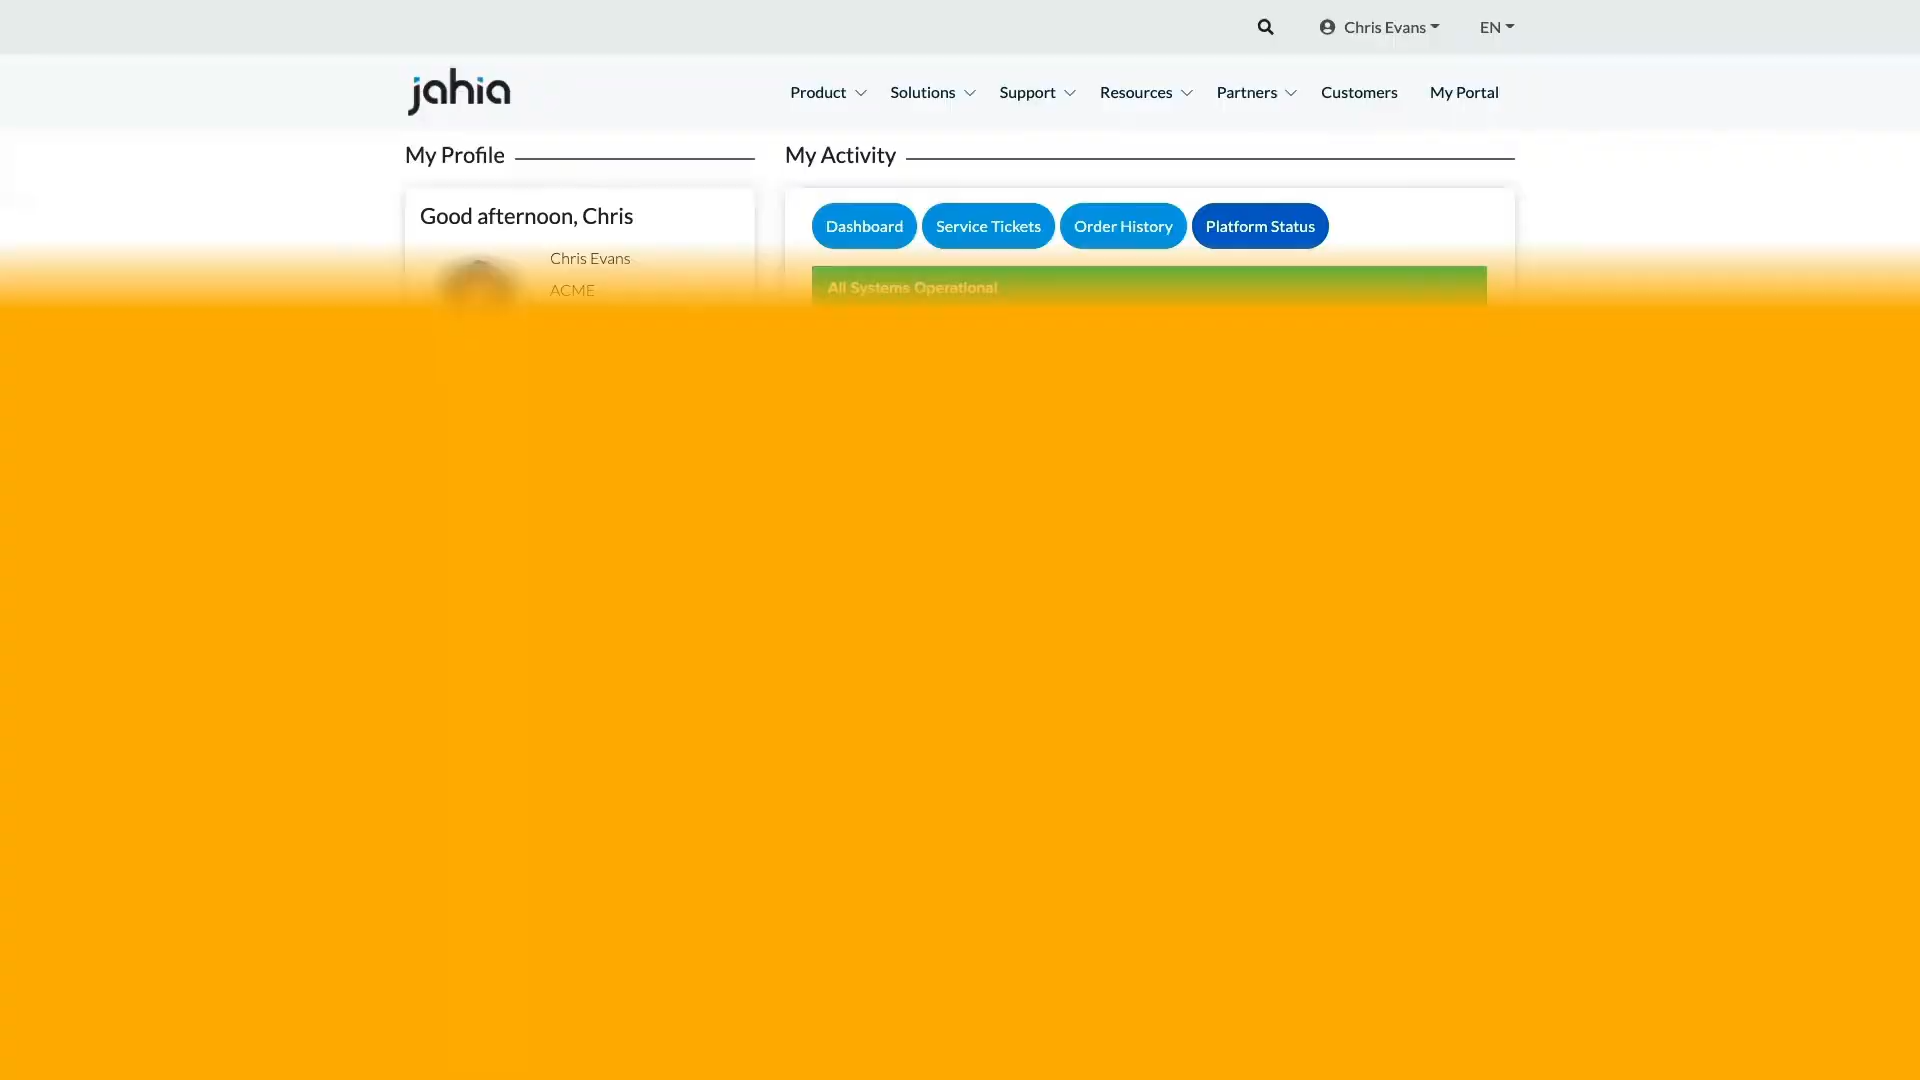 Chris Evans
EN
jahia
Product
Solutions
Support
Resources
Partners
Customers
My Portal
My Profile
My Activity
Good afternoon, Chris
Chris Evans
ACME
Dashboard
Service Tickets
Order History
Platform Status
All Systems Operational